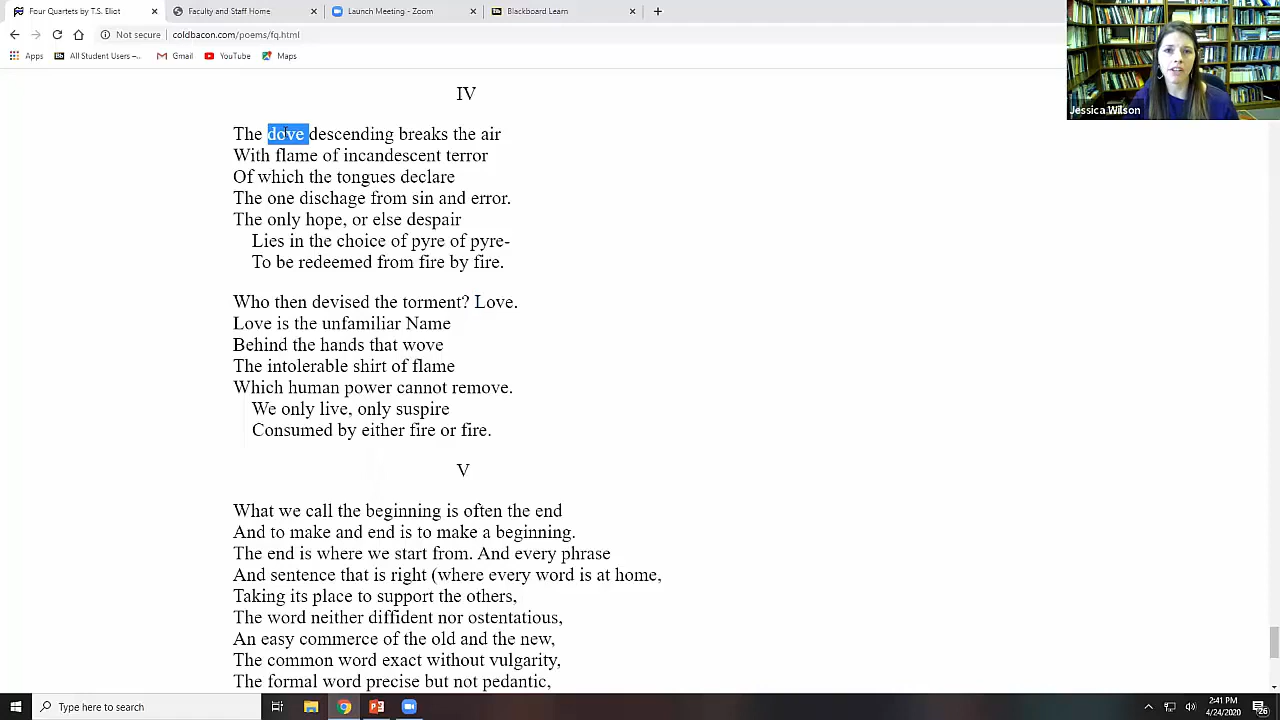 Four Quartets by T.S. Eliot
Faculty and Staff Home
Launch Meeting - Zoom
Blackboard Learn
Not secure
coldbacon.com/poems/fq.html
Apps
All Student Users –...
Gmail
YouTube
Maps
Jessica Wilson
IV
The dove descending breaks the air
With flame of incandescent terror
Of which the tongues declare
The one dischage from sin and error.
The only hope, or else despair
Lies in the choice of pyre of pyre-
To be redeemed from fire by fire.
Who then devised the torment? Love.
Love is the unfamiliar Name
Behind the hands that wove
The intolerable shirt of flame
Which human power cannot remove.
We only live, only suspire
Consumed by either fire or fire.
V
What we call the beginning is often the end
And to make and end is to make a beginning.
The end is where we start from. And every phrase
And sentence that is right (where every word is at home,
Taking its place to support the others,
The word neither diffident nor ostentatious,
An easy commerce of the old and the new,
The common word exact without vulgarity,
The formal word precise but not pedantic,
Type here to search
2:41 PM
4/24/2020